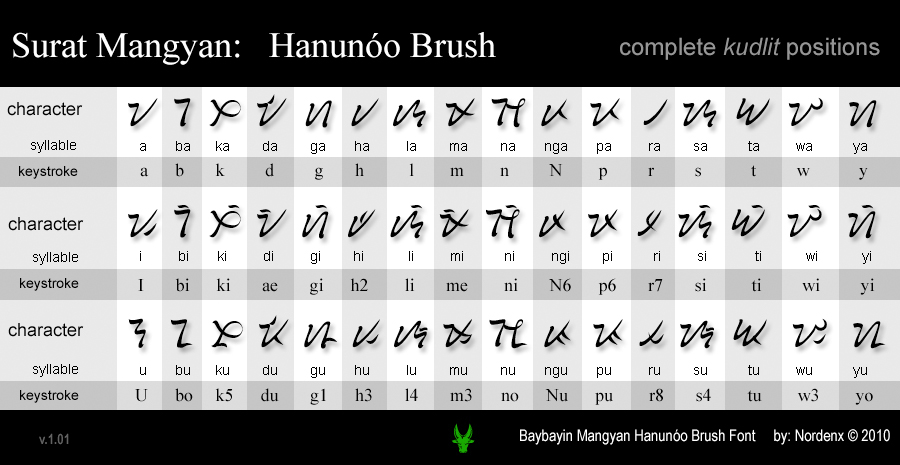 Surat Mangyan: Hanunóo Brush complete kudlit positions
character ᜠ ᜪ ᜣ ᜧ ᜤ ᜱ ᜮ ᜫ ᜨ ᜥ ᜩ ᜭ ᜰ ᜦ ᜯ ᜬ
syllable a ba ka da ga ha la ma na nga pa ra sa ta wa ya
keystroke a b k d g h l m n N p r s t w y
character ᜡ ᜪᜲ ᜣᜲ ᜧᜲ ᜤᜲ ᜱᜲ ᜮᜲ ᜫᜲ ᜨᜲ ᜥᜲ ᜩᜲ ᜭᜲ ᜰᜲ ᜦᜲ ᜯᜲ ᜬᜲ
syllable i bi ki di gi hi li mi ni ngi pi ri si ti wi yi
keystroke I bi ki ae gi h2 li me ni N6 p6 r7 si ti wi yi
character ᜢ ᜪᜳ ᜣᜳ ᜧᜳ ᜤᜳ ᜱᜳ ᜮᜳ ᜫᜳ ᜨᜳ ᜥᜳ ᜩᜳ ᜭᜳ ᜰᜳ ᜦᜳ ᜯᜳ ᜬᜳ
syllable u bu ku du gu hu lu mu nu ngu pu ru su tu wu yu
keystroke U bo k5 du g1 h3 l4 m3 no Nu pu r8 s4 tu w3 yo
v.1.01 Baybayin Mangyan Hanunóo Brush Font by: Nordenx © 2010